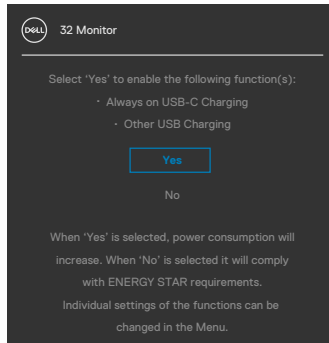 DELL 32 Monitor
Select ‘Yes’ to enable the following function(s):
· Always on USB-C Charging
· Other USB Charging
Yes
No
When ‘Yes’ is selected, power consumption will
increase. When ‘No’ is selected it will comply
with ENERGY STAR requirements.
Individual settings of the functions can be
changed in the Menu.